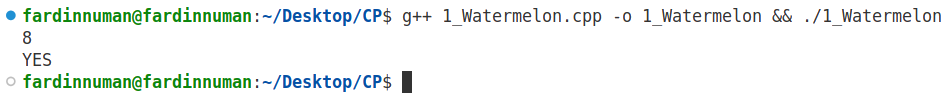 fardinnuman@fardinnuman:~/Desktop/CP$ g++ 1_Watermelon.cpp -o 1_Watermelon && ./1_Watermelon
8
YES
fardinnuman@fardinnuman:~/Desktop/CP$